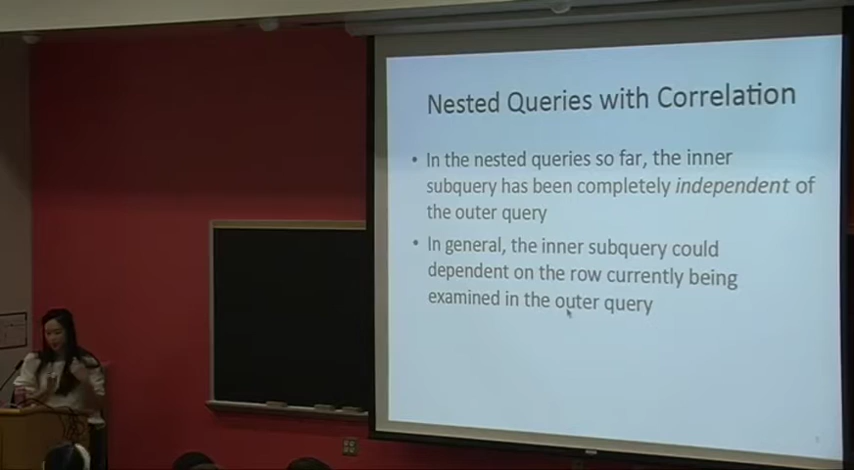 Nested Queries with Correlation
• In the nested queries so far, the inner
subquery has been completely independent of
the outer query
• In general, the inner subquery could
dependent on the row currently being
examined in the outer query